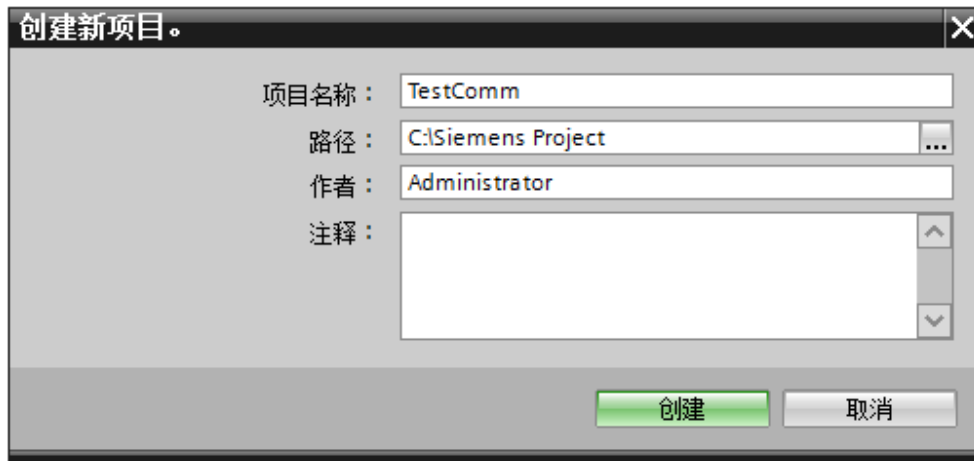 创建新项目。
项目名称： TestComm
路径： C:\Siemens Project ...
作者： Administrator
注释：
创建 取消